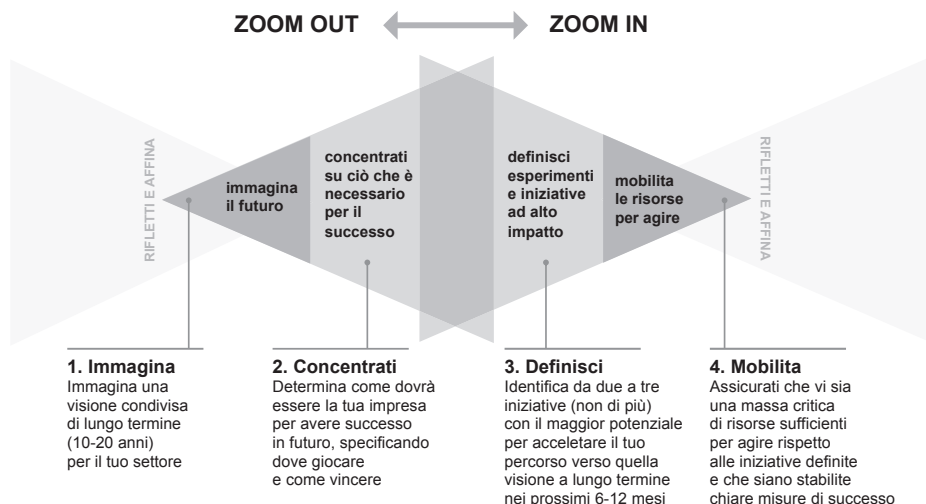 ZOOM OUT ZOOM IN
RIFLETTI E AFFINA
immagina
il futuro
concentrati
su ciò che è
necessario
per il
successo
definisci
esperimenti
e iniziative
ad alto
impatto
mobilita
le risorse
per agire
RIFLETTI E AFFINA
1. Immagina
Immagina una
visione condivisa
di lungo termine
(10-20 anni)
per il tuo settore
2. Concentrati
Determina come dovrà
essere la tua impresa
per avere successo
in futuro, specificando
dove giocare
e come vincere
3. Definisci
Identifica da due a tre
iniziative (non di più)
con il maggior potenziale
per acceletare il tuo
percorso verso quella
visione a lungo termine
nei prossimi 6-12 mesi
4. Mobilita
Assicurati che vi sia
una massa critica
di risorse sufficienti
per agire rispetto
alle iniziative definite
e che siano stabilite
chiare misure di successo